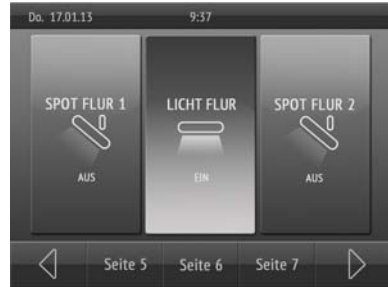 Do. 17.01.13 9:37
SPOT FLUR 1 LICHT FLUR SPOT FLUR 2
AUS EIN AUS
Seite 5 Seite 6 Seite 7